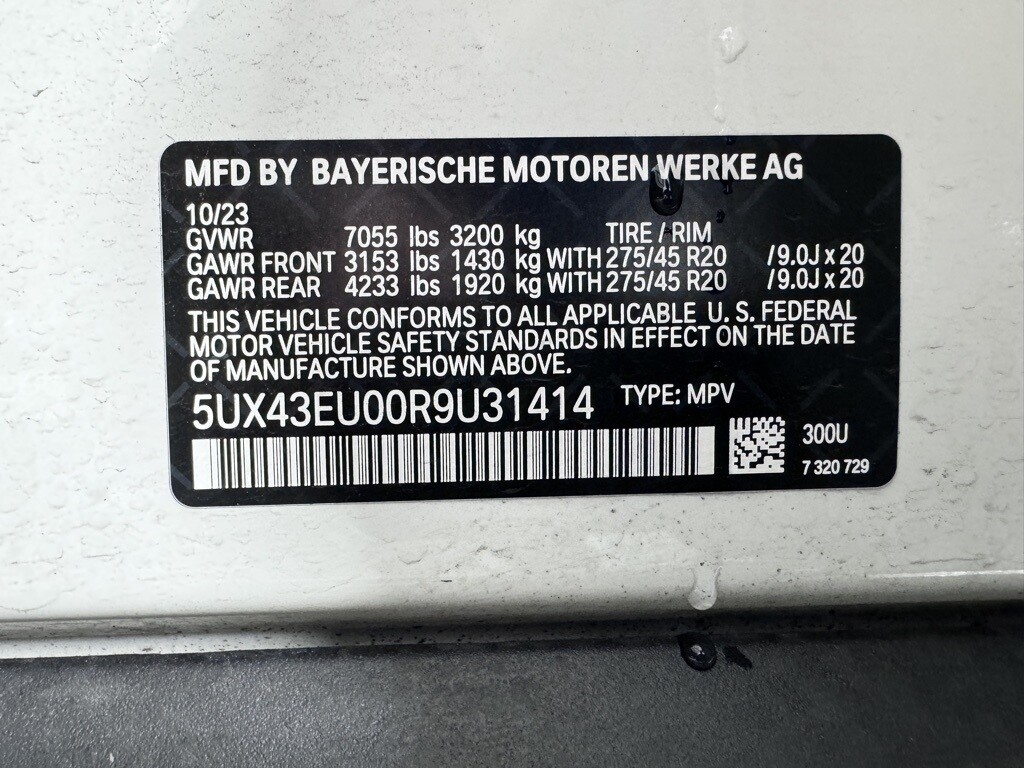 MFD BY BAYERISCHE MOTOREN WERKE AG
10/23
GVWR 7055 lbs 3200 kg TIRE / RIM
GAWR FRONT 3153 lbs 1430 kg WITH 275/45 R20 /9.0J x 20
GAWR REAR 4233 lbs 1920 kg WITH 275/45 R20 /9.0J x 20
THIS VEHICLE CONFORMS TO ALL APPLICABLE U. S. FEDERAL
MOTOR VEHICLE SAFETY STANDARDS IN EFFECT ON THE DATE
OF MANUFACTURE SHOWN ABOVE.
5UX43EU00R9U31414 TYPE: MPV
300U
7 320 729